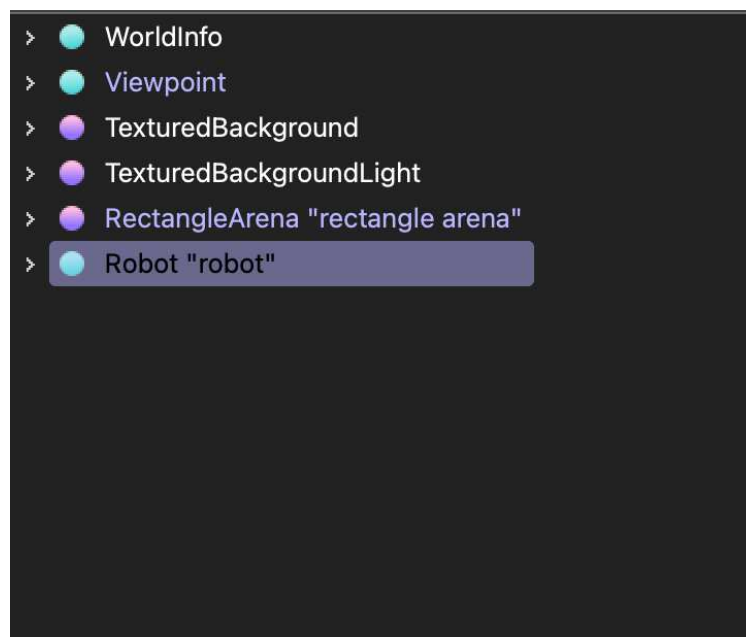 WorldInfo
Viewpoint
TexturedBackground
TexturedBackgroundLight
RectangleArena "rectangle arena"
Robot "robot"